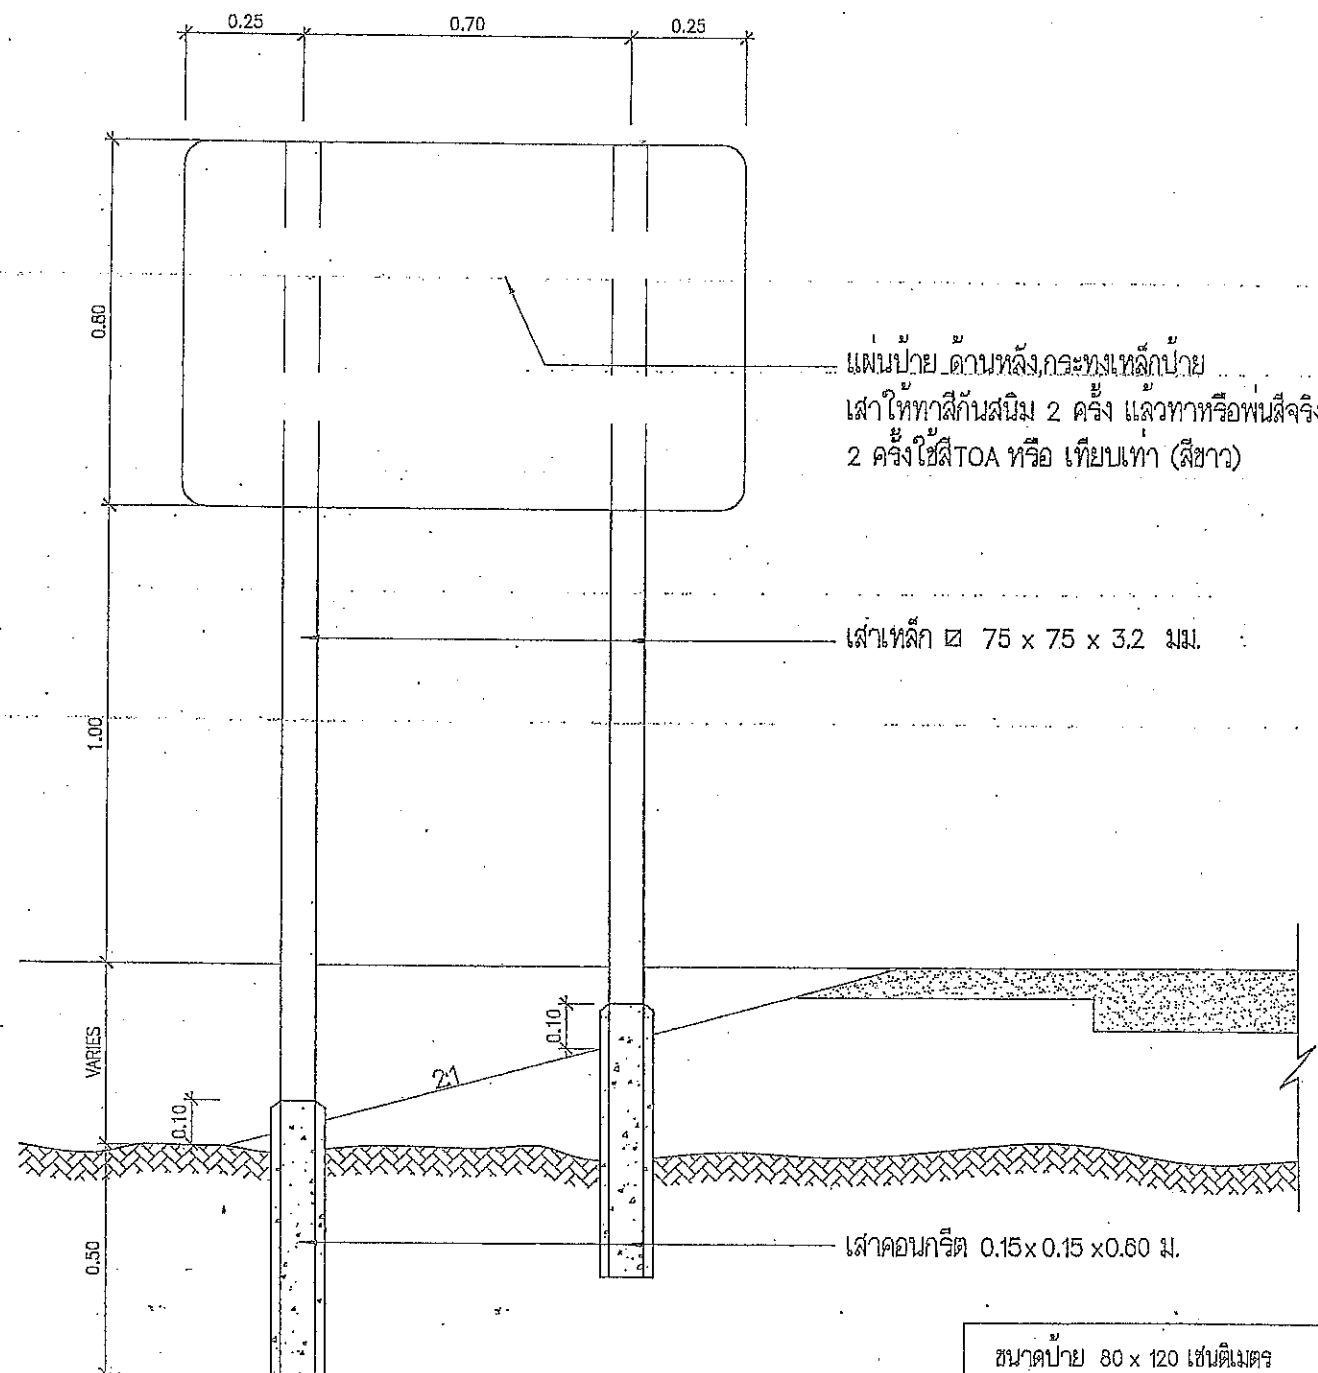 0.25 0.70 0.25
0.80
แผ่นป้าย ด้านหลัง,กระทงเหล็กป้าย
เสาให้ทาสีกันสนิม 2 ครั้ง แล้วทาหรือพ่นสีจริง
2 ครั้งใช้สีTOA หรือ เทียบเท่า (สีขาว)
เสาเหล็ก 75 x 75 x 3.2 มม.
1.00
VARIES
0.10
0.10
2:1
0.50
เสาคอนกรีต 0.15x0.15x0.60 ม.
ขนาดป้าย 80 x 120 เซนติเมตร